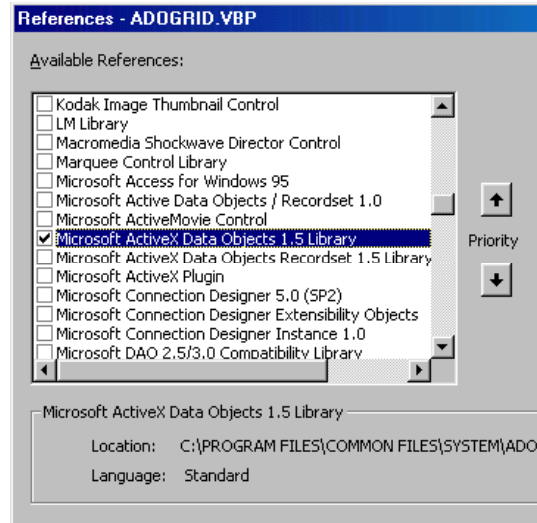 References - ADOGRID.VBP
Available References:
Kodak Image Thumbnail Control
LM Library
Macromedia Shockwave Director Control
Marquee Control Library
Microsoft Access for Windows 95
Microsoft Active Data Objects / Recordset 1.0
Microsoft ActiveMovie Control
Microsoft ActiveX Data Objects 1.5 Library
Microsoft ActiveX Data Objects Recordset 1.5 Library
Microsoft ActiveX Plugin
Microsoft Connection Designer 5.0 (SP2)
Microsoft Connection Designer Extensibility Objects
Microsoft Connection Designer Instance 1.0
Microsoft DAO 2.5/3.0 Compatibility Library
Priority
Microsoft ActiveX Data Objects 1.5 Library
Location: C:\PROGRAM FILES\COMMON FILES\SYSTEM\ADO
Language: Standard